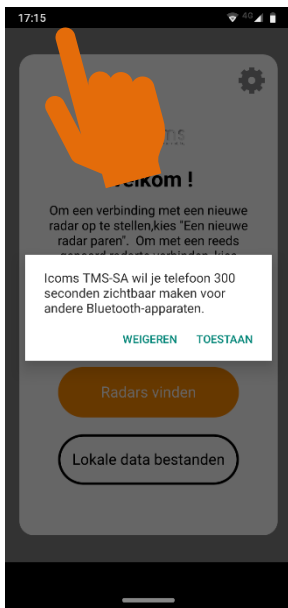 17:15
4G
Welkom !
Om een verbinding met een nieuwe
radar op te stellen,kies "Een nieuwe
radar paren". Om met een reeds
Icoms TMS-SA wil je telefoon 300
seconden zichtbaar maken voor
andere Bluetooth-apparaten.
WEIGEREN TOESTAAN
Radars vinden
Lokale data bestanden